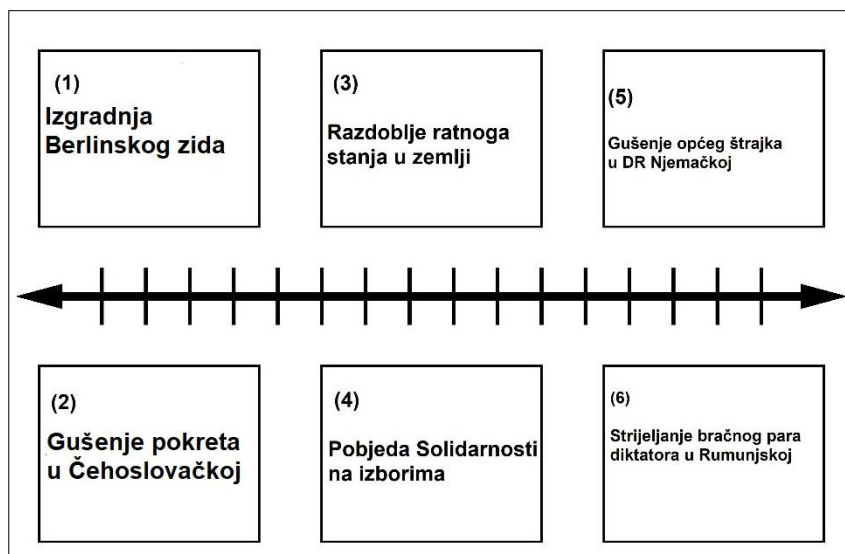 (1)
Izgradnja
Berlinskog zida
(3)
Razdoblje ratnoga
stanja u zemlji
(5)
Gušenje općeg štrajka
u DR Njemačkoj
(2)
Gušenje pokreta
u Čehoslovačkoj
(4)
Pobjeda Solidarnosti
na izborima
(6)
Strijeljanje bračnog para
diktatora u Rumunjskoj